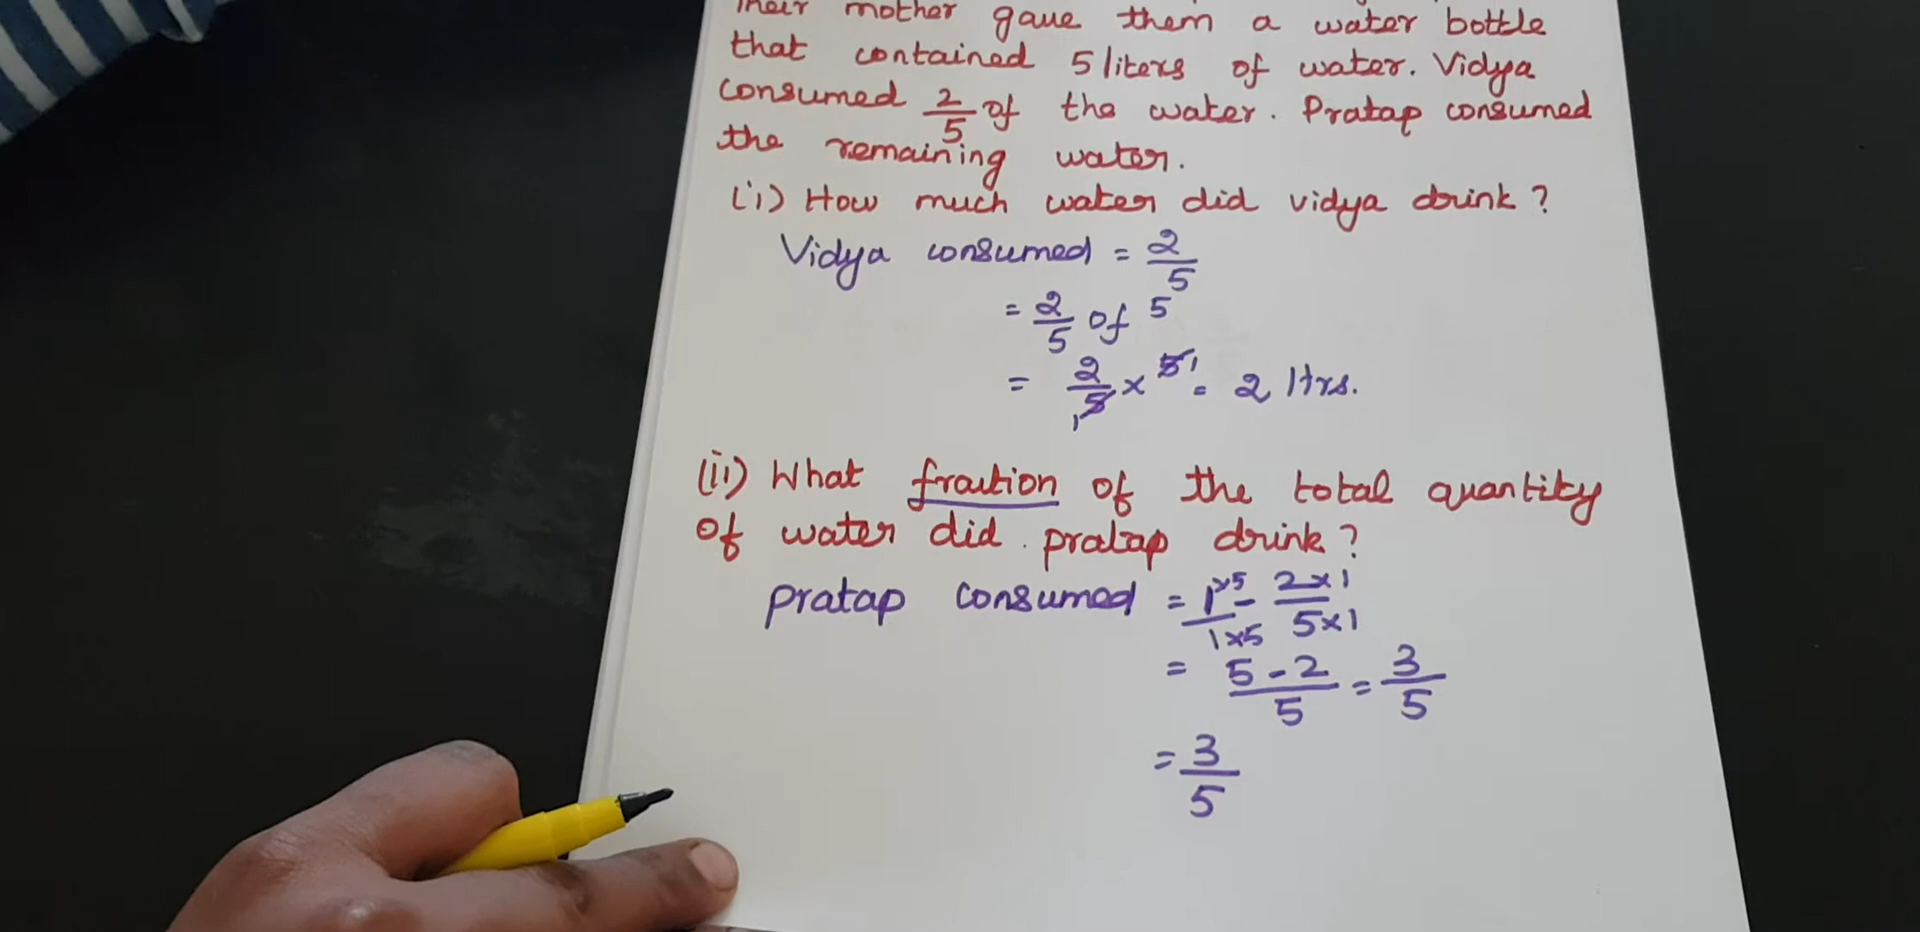 Their mother gave them a water bottle
that contained 5 liters of water. Vidya
consumed 2/5 of the water. Pratap consumed
the remaining water.
(i) How much water did vidya drink?
Vidya consumed = 2/5
= 2/5 of 5
= 2/5 × 5 1 = 2 ltrs.
1
(ii) What fraction of the total quantity
of water did pratap drink?
Pratap consumed = 1×5/1×5 - 2×1/5×1
= 5-2/5 = 3/5
= 3/5